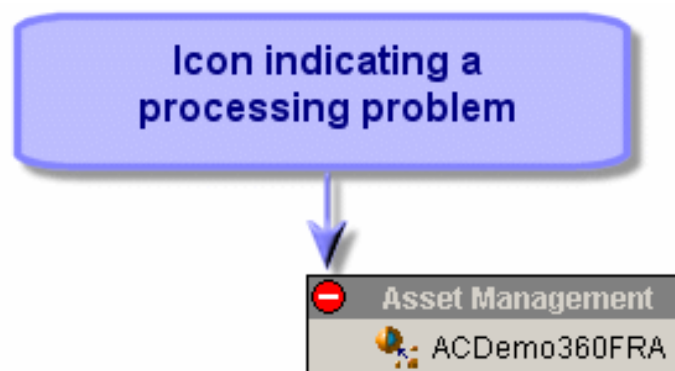 Icon indicating a
processing problem
Asset Management
ACDemo360FRA